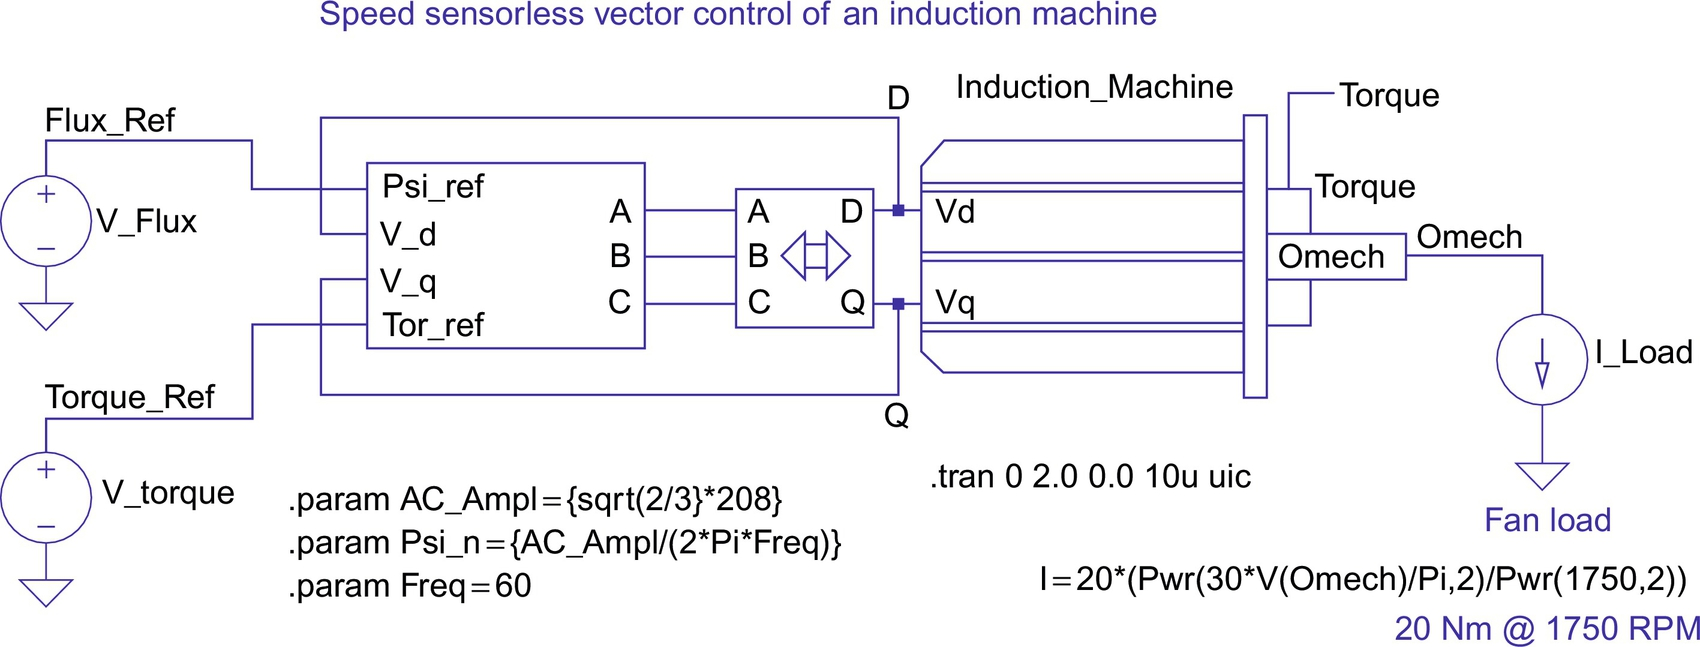 Speed sensorless vector control of an induction machine
D
Induction_Machine
Torque
Flux_Ref
Psi_ref
Torque
V_Flux
A
A
D
Vd
V_d
Omech
B
B
Omech
V_q
C
C
Q
Vq
Tor_ref
I_Load
Torque_Ref
Q
V_torque
.tran 0 2.0 0.0 10u uic
.param AC_Ampl={sqrt(2/3}*208}
Fan load
.param Psi_n={AC_Ampl/(2*Pi*Freq)}
.param Freq=60
I=20*(Pwr(30*V(Omech)/Pi,2)/Pwr(1750,2))
20 Nm @ 1750 RPM